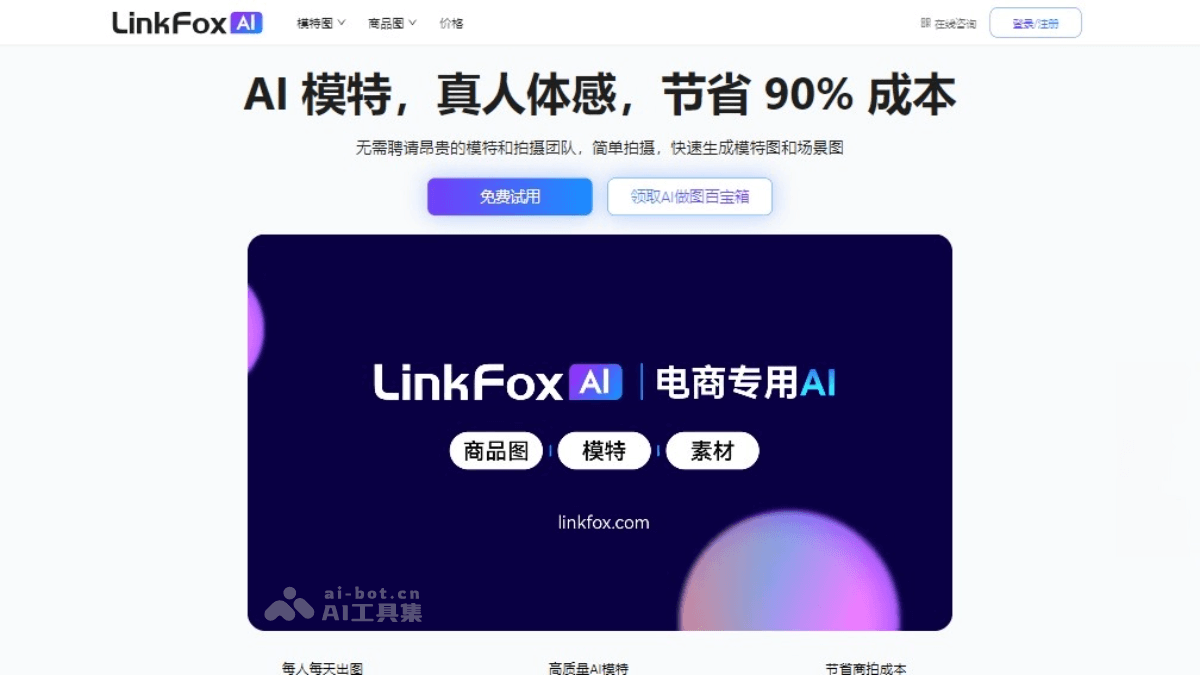 LinkFox AI 模特图 商品图 价格 在线咨询 登录/注册
AI 模特，真人体感，节省 90% 成本
无需聘请昂贵的模特和拍摄团队，简单拍摄，快速生成模特图和场景图
免费试用 领取AI做图百宝箱
LinkFox AI | 电商专用AI
商品图 模特 素材
linkfox.com
ai-bot.cn
AI工具集
每人每天出图 高质量AI模特 节省商拍成本